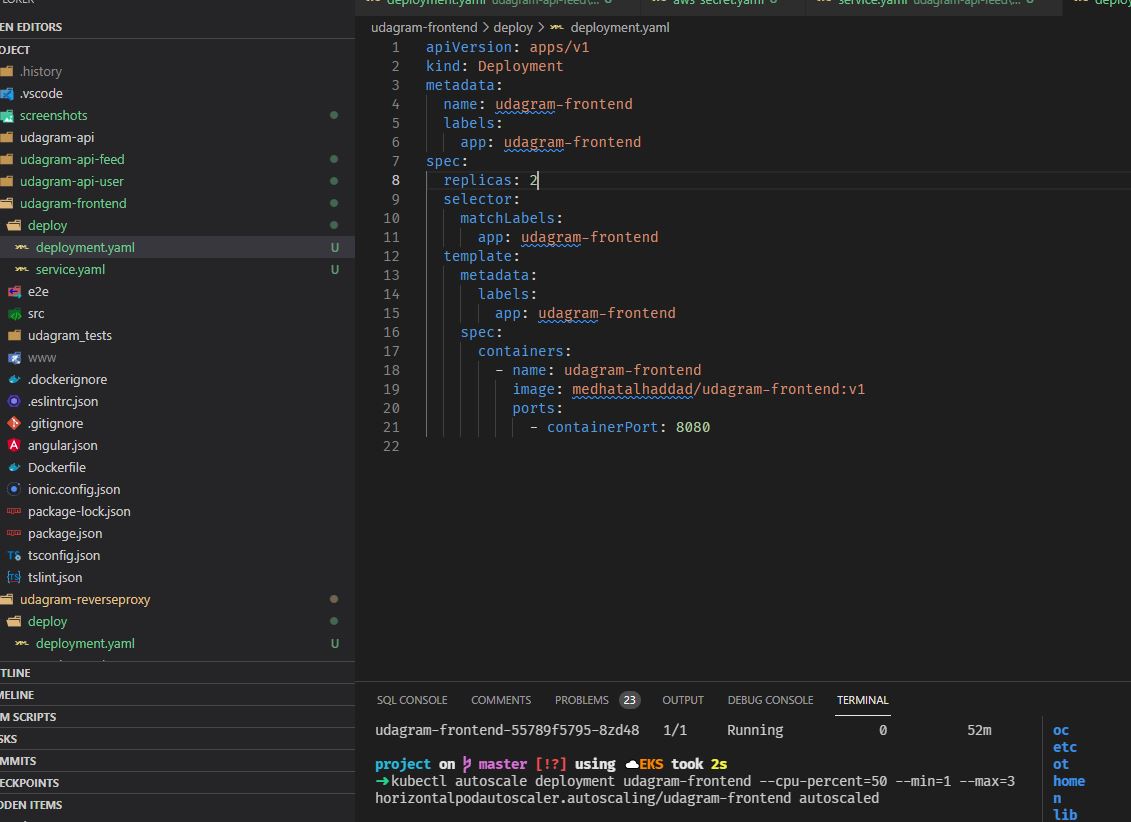 EN EDITORS
OJECT
.history
.vscode
screenshots
udagram-api
udagram-api-feed
udagram-api-user
udagram-frontend
deploy
deployment.yaml U
service.yaml U
e2e
src
udagram_tests
www
.dockerignore
.eslintrc.json
.gitignore
angular.json
Dockerfile
ionic.config.json
package-lock.json
package.json
tsconfig.json
tslint.json
udagram-reverseproxy
deploy
deployment.yaml U
TLINE
MELINE
M SCRIPTS
SKS
MMITS
ECKPOINTS
DDEN ITEMS
deployment.yaml udagram-api-feed\... U aws-secret.yaml U service.yaml udagram-api-feed\... U deploy
udagram-frontend > deploy > deployment.yaml
1 apiVersion: apps/v1
2 kind: Deployment
3 metadata:
4 name: udagram-frontend
5 labels:
6 app: udagram-frontend
7 spec:
8 replicas: 2
9 selector:
10 matchLabels:
11 app: udagram-frontend
12 template:
13 metadata:
14 labels:
15 app: udagram-frontend
16 spec:
17 containers:
18 - name: udagram-frontend
19 image: medhatalhaddad/udagram-frontend:v1
20 ports:
21 - containerPort: 8080
22
SQL CONSOLE COMMENTS PROBLEMS 23 OUTPUT DEBUG CONSOLE TERMINAL
udagram-frontend-55789f5795-8zd48 1/1 Running 0 52m
project on master [!?] using EKS took 2s
➜kubectl autoscale deployment udagram-frontend --cpu-percent=50 --min=1 --max=3
horizontalpodautoscaler.autoscaling/udagram-frontend autoscaled
oc
etc
ot
home
n
lib